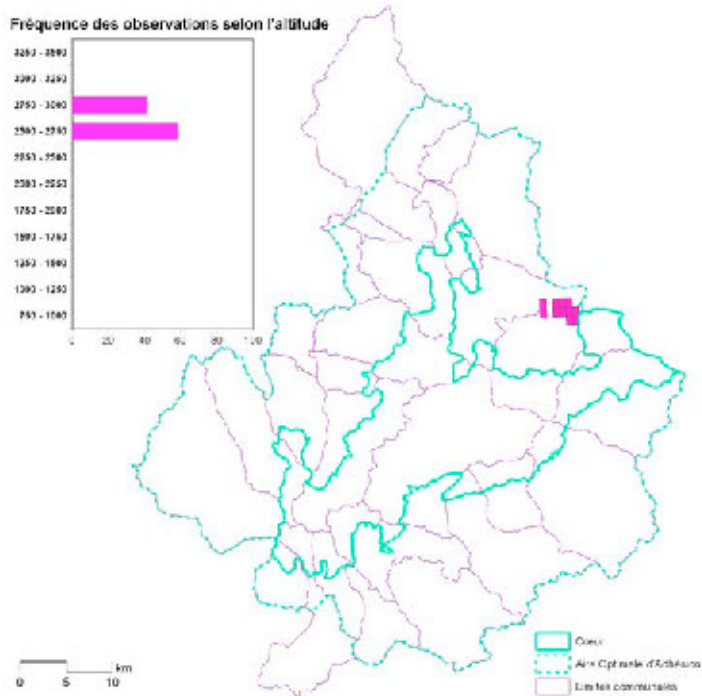 Fréquence des observations selon l'altitude
3250 - 3500
3000 - 3250
2750 - 3000
2500 - 2750
2250 - 2500
2000 - 2250
1750 - 2000
1500 - 1750
1250 - 1500
1000 - 1250
750 - 1000
0 20 40 60 80 100
Cœur
Aire Optimale d'Adhésion
Limites communales
km
0 5 10